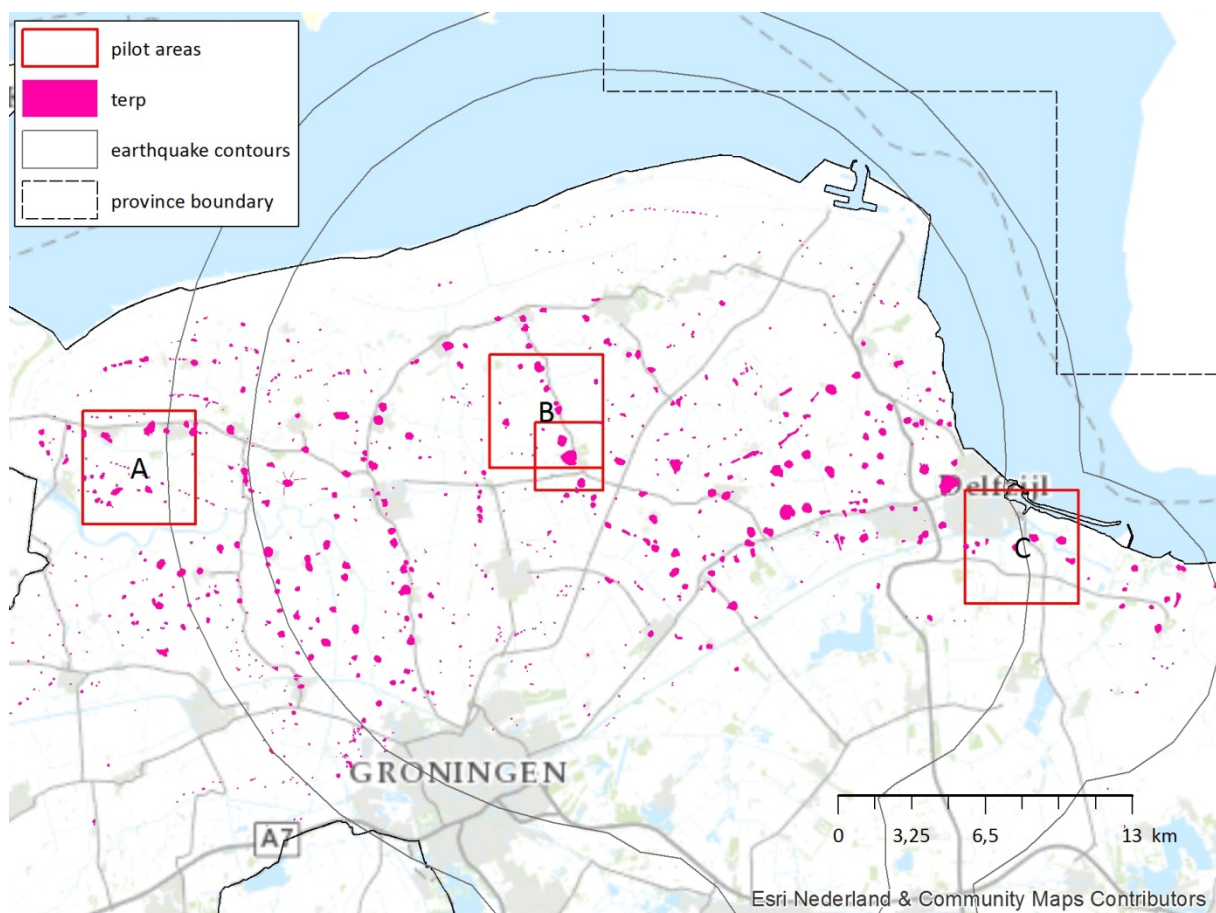 pilot areas
terp
earthquake contours
province boundary
A
B
Delfzijl
C
GRONINGEN
A7
0 3,25 6,5 13 km
Esri Nederland & Community Maps Contributors